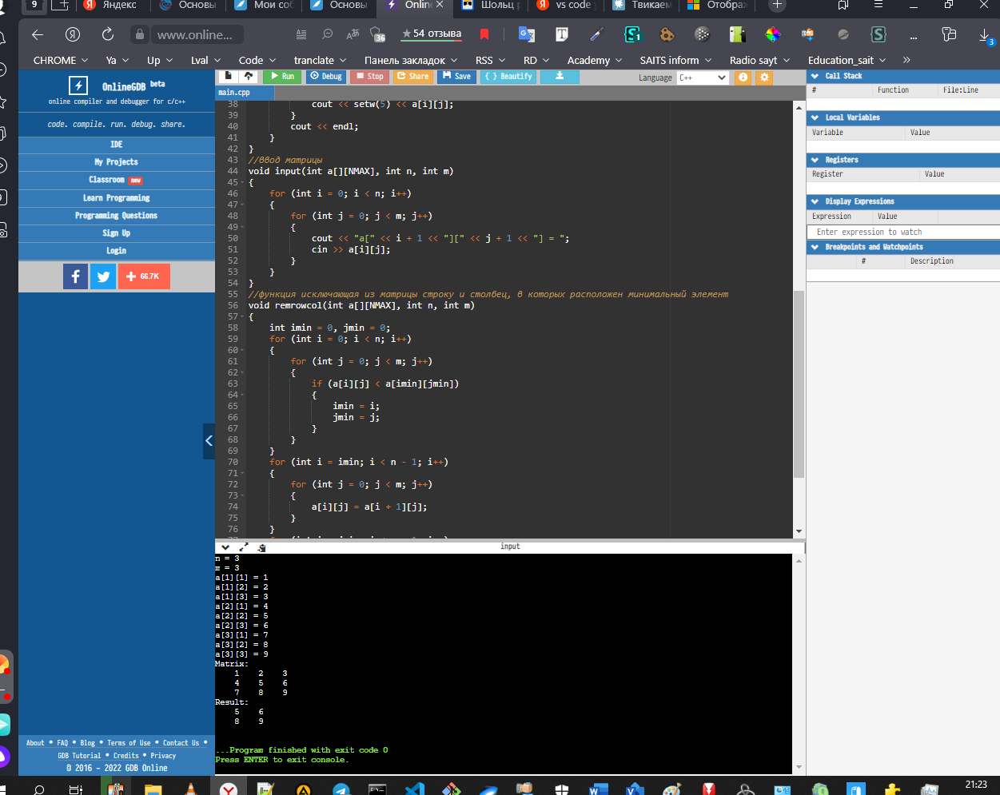 9 Яндекс Основы Мои соб Основы Onlin Шольц р vs code Твикаем Отображ
www.online... 36 54 отзыва
CHROME Ya Up Lval Code translate Панель закладок RSS RD Academy SAITS inform Radio sayt Education_sait »
OnlineGDB beta
online compiler and debugger for c/c++
code. compile. run. debug. share.
IDE
My Projects
Classroom new
Learn Programming
Programming Questions
Sign Up
Login
66.7K
About • FAQ • Blog • Terms of Use • Contact Us •
GDB Tutorial • Credits • Privacy
© 2016 - 2022 GDB Online
Run Debug Stop Share Save { } Beautify Language C++
main.cpp
38 cout << setw(5) << a[i][j];
39 }
40 cout << endl;
41 }
42 }
43 //ввод матрицы
44 void input(int a[][NMAX], int n, int m)
45 {
46 for (int i = 0; i < n; i++)
47 {
48 for (int j = 0; j < m; j++)
49 {
50 cout << "a[" << i + 1 << "][" << j + 1 << "] = ";
51 cin >> a[i][j];
52 }
53 }
54 }
55 //функция исключающая из матрицы строку и столбец, в которых расположен минимальный элемент
56 void remrowcol(int a[][NMAX], int n, int m)
57 {
58 int imin = 0, jmin = 0;
59 for (int i = 0; i < n; i++)
60 {
61 for (int j = 0; j < m; j++)
62 {
63 if (a[i][j] < a[imin][jmin])
64 {
65 imin = i;
66 jmin = j;
67 }
68 }
69 }
70 for (int i = imin; i < n - 1; i++)
71 {
72 for (int j = 0; j < m; j++)
73 {
74 a[i][j] = a[i + 1][j];
75 }
76 }
input
n = 3
m = 3
a[1][1] = 1
a[1][2] = 2
a[1][3] = 3
a[2][1] = 4
a[2][2] = 5
a[2][3] = 6
a[3][1] = 7
a[3][2] = 8
a[3][3] = 9
Matrix:
1 2 3
4 5 6
7 8 9
Result:
5 6
8 9
...Program finished with exit code 0
Press ENTER to exit console.
Call Stack
# Function File:Line
Local Variables
Variable Value
Registers
Register Value
Display Expressions
Expression Value
Enter expression to watch
Breakpoints and Watchpoints
# Description
3
21:23